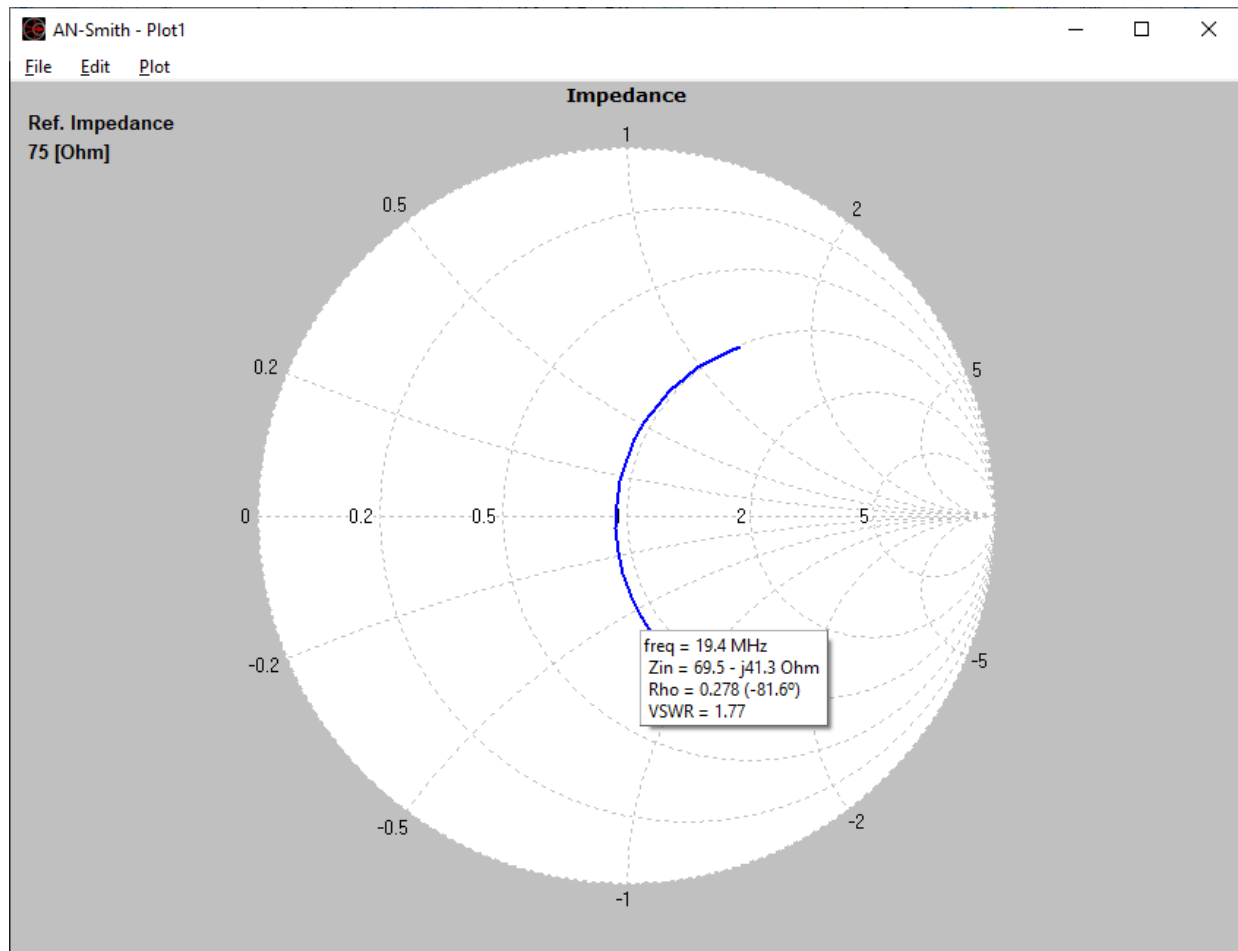 AN-Smith - Plot1
File Edit Plot
Impedance
Ref. Impedance
75 [Ohm]
1
0.5
2
0.2
5
0 0.2 0.5 1 2 5
-0.2
-5
freq = 19.4 MHz
Zin = 69.5 - j41.3 Ohm
Rho = 0.278 (-81.6º)
VSWR = 1.77
-0.5
-2
-1